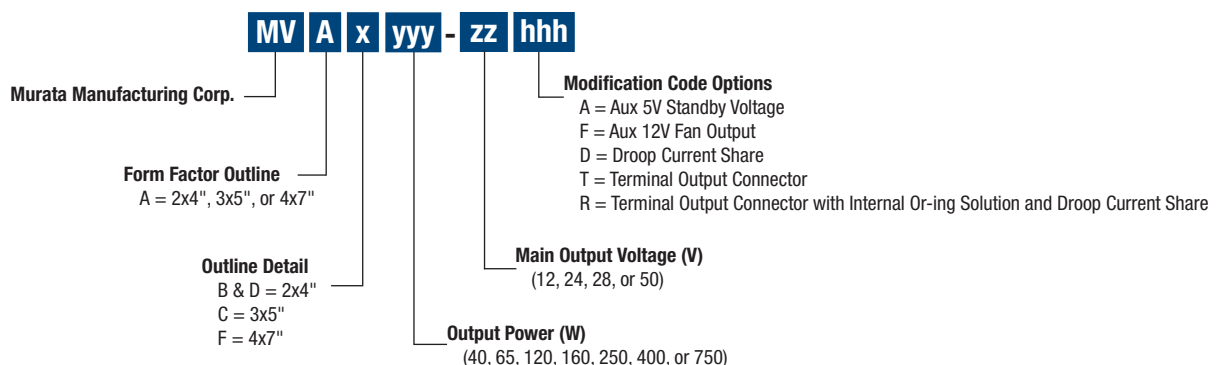 MV A x yyy - zz hhh
Murata Manufacturing Corp.
Modification Code Options
A = Aux 5V Standby Voltage
F = Aux 12V Fan Output
D = Droop Current Share
T = Terminal Output Connector
R = Terminal Output Connector with Internal Or-ing Solution and Droop Current Share
Form Factor Outline
A = 2x4", 3x5", or 4x7"
Main Output Voltage (V)
(12, 24, 28, or 50)
Outline Detail
B & D = 2x4"
C = 3x5"
F = 4x7"
Output Power (W)
(40, 65, 120, 160, 250, 400, or 750)